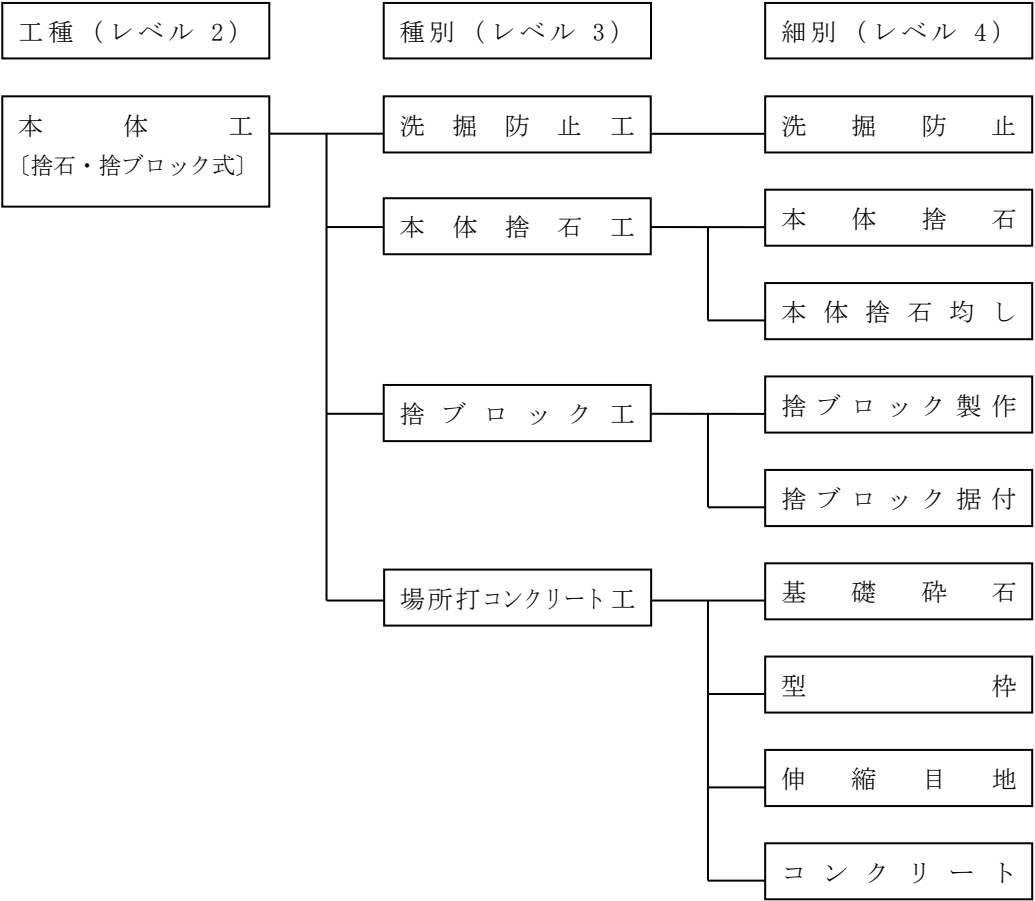 工種（レベル 2）
種別（レベル 3）
細別（レベル 4）
本体工
〔捨石・捨ブロック式〕
洗掘防止工
洗掘防止
本体捨石工
本体捨石
本体捨石均し
捨ブロック工
捨ブロック製作
捨ブロック据付
場所打コンクリート工
基礎砕石
型枠
伸縮目地
コンクリート